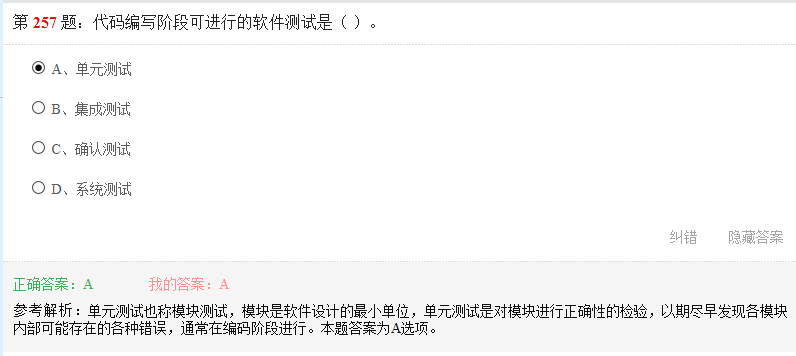 第 257 题：代码编写阶段可进行的软件测试是（ ）。
A、单元测试
B、集成测试
C、确认测试
D、系统测试
纠错 隐藏答案
正确答案：A 我的答案：A
参考解析：单元测试也称模块测试，模块是软件设计的最小单位，单元测试是对模块进行正确性的检验，以期尽早发现各模块
内部可能存在的各种错误，通常在编码阶段进行。本题答案为A选项。